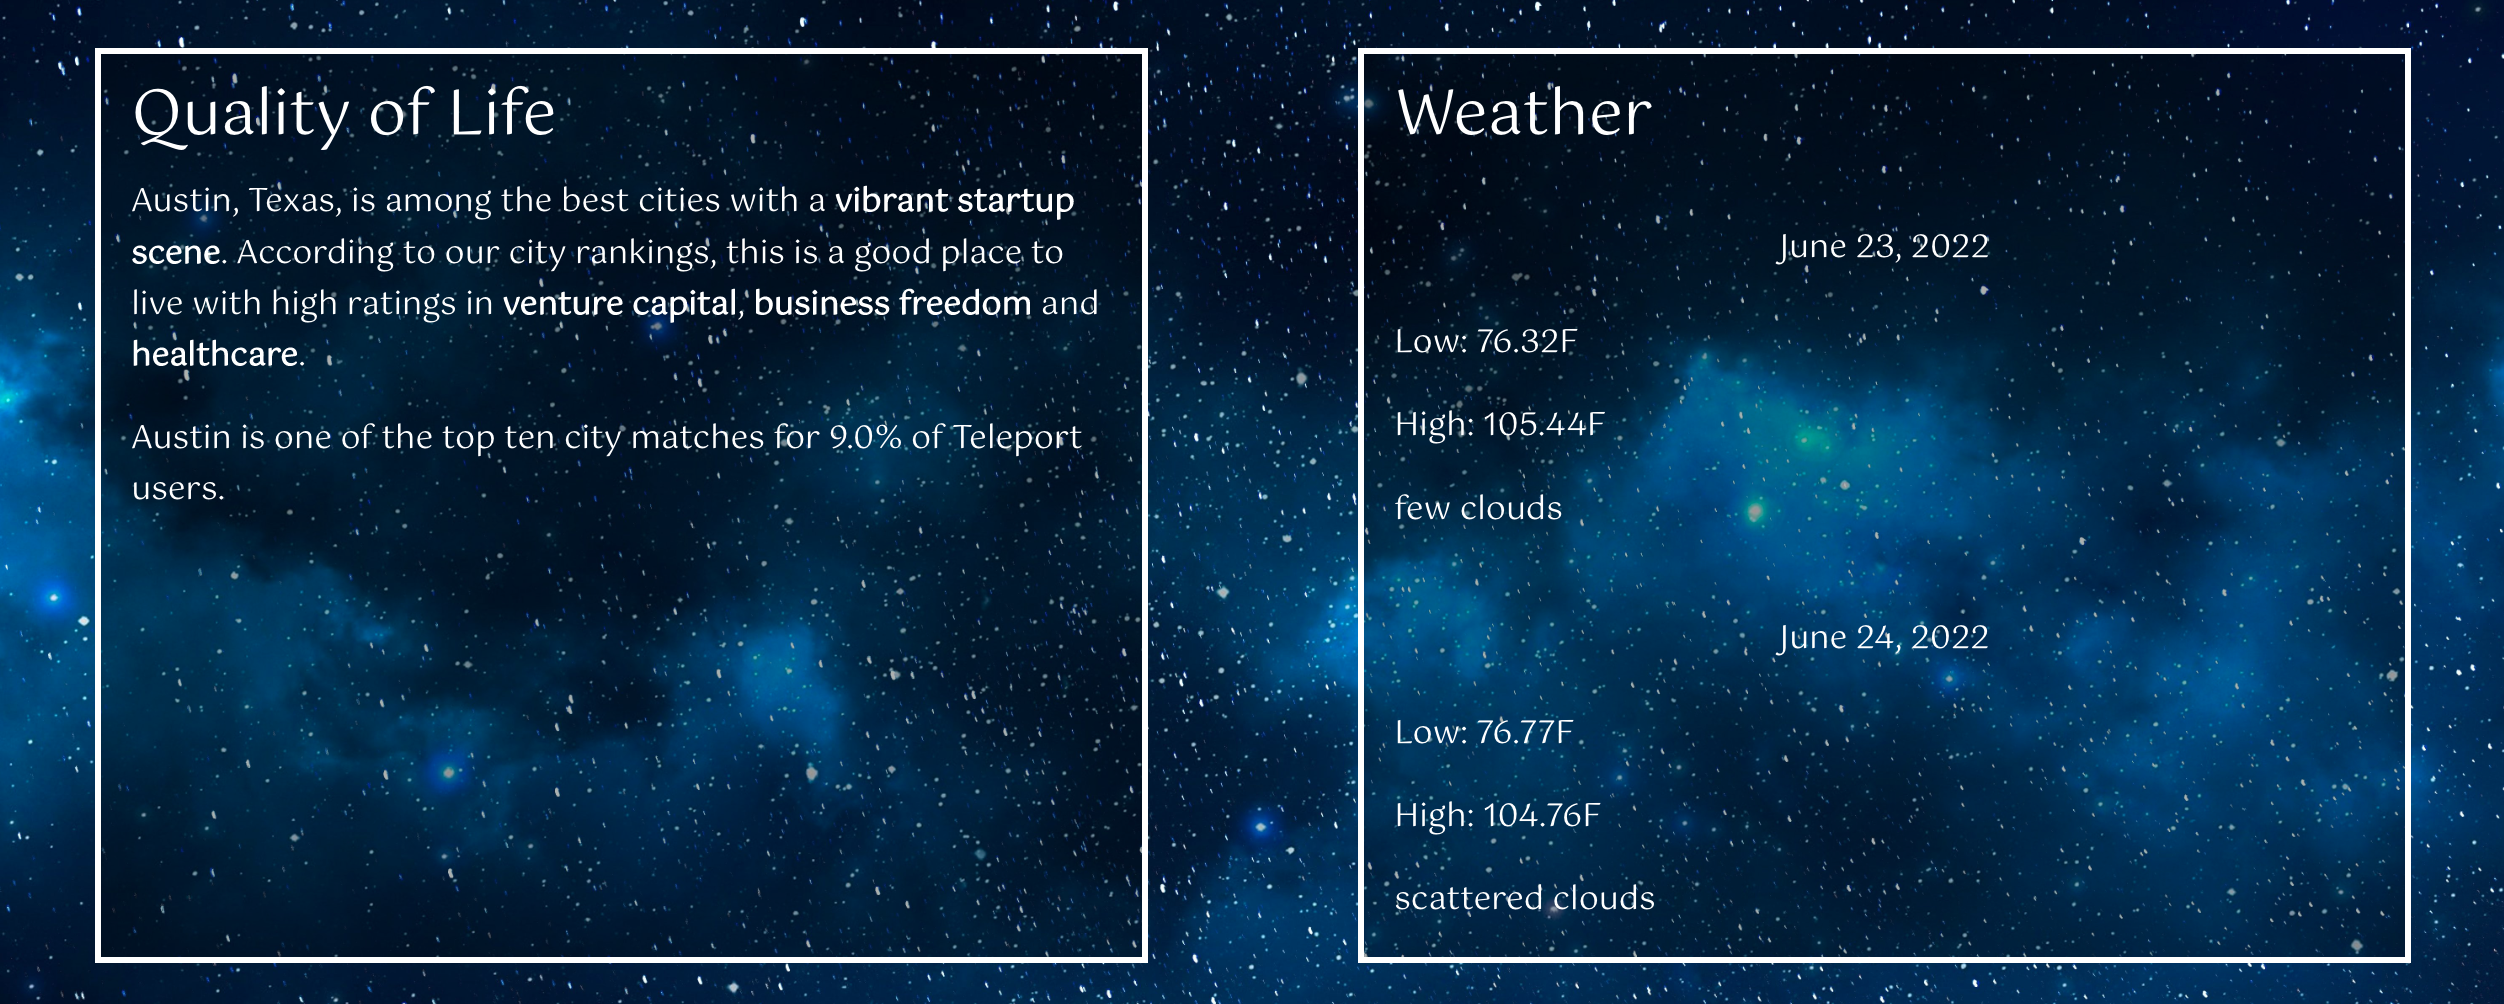 Quality of Life
Austin, Texas, is among the best cities with a vibrant startup
scene. According to our city rankings, this is a good place to
live with high ratings in venture capital, business freedom and
healthcare.
Austin is one of the top ten city matches for 9.0% of Teleport
users.
Weather
June 23, 2022
Low: 76.32F
High: 105.44F
few clouds
June 24, 2022
Low: 76.77F
High: 104.76F
scattered clouds